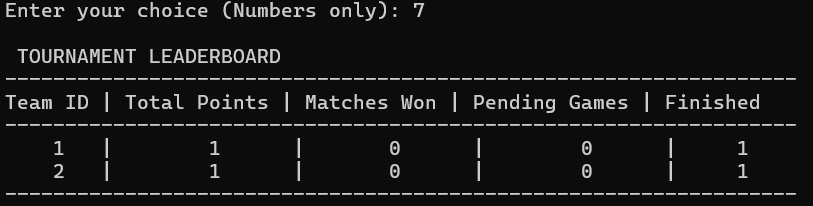 Enter your choice (Numbers only): 7
 TOURNAMENT LEADERBOARD
------------------------------------------------------------------
Team ID | Total Points | Matches Won | Pending Games | Finished
------------------------------------------------------------------
    1   |        1      |       0      |        0      |     1
    2   |        1      |       0      |        0      |     1
------------------------------------------------------------------